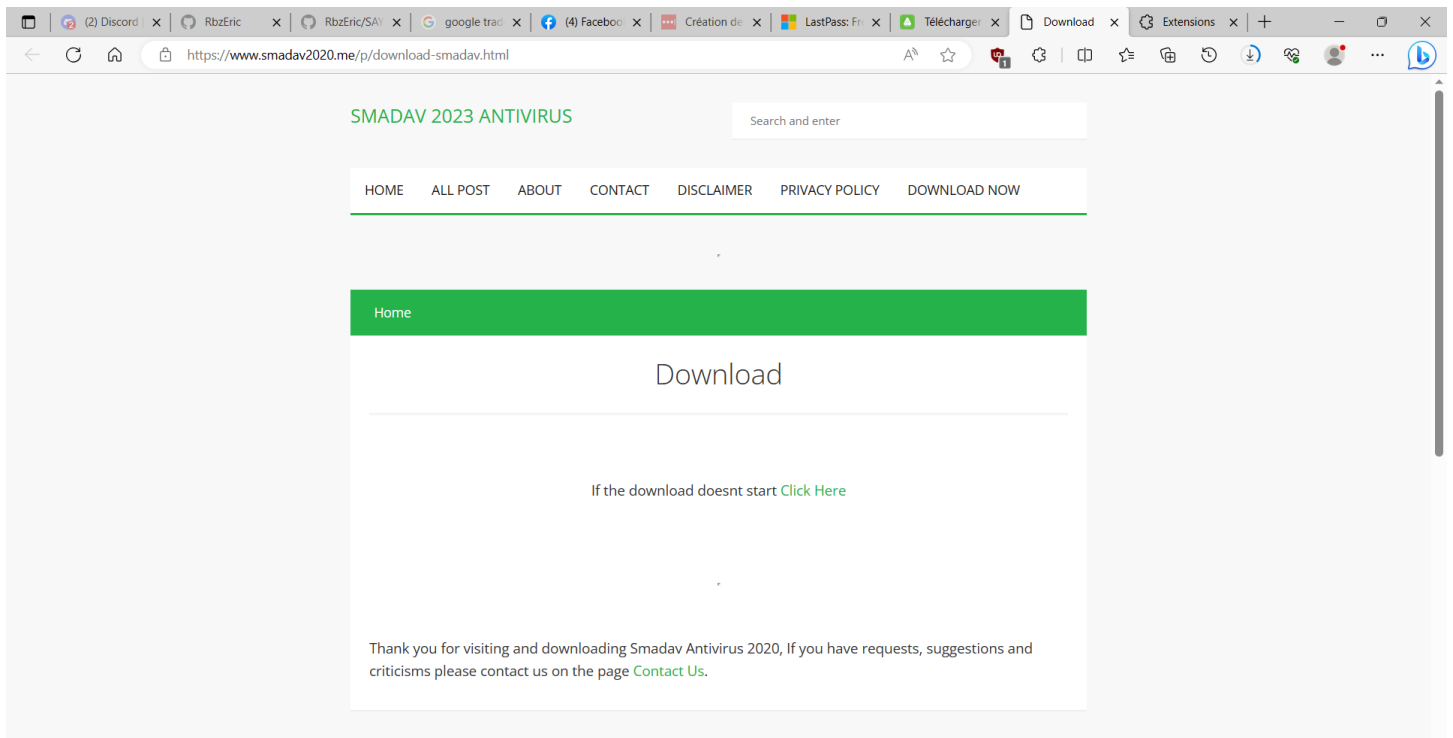 (2) Discord RbzEric RbzEric/SAY google trad (4) Facebook Création de LastPass: Fre Télécharger Download Extensions
https://www.smadav2020.me/p/download-smadav.html
1
SMADAV 2023 ANTIVIRUS
Search and enter
HOME ALL POST ABOUT CONTACT DISCLAIMER PRIVACY POLICY DOWNLOAD NOW
Home
Download
If the download doesnt start Click Here
Thank you for visiting and downloading Smadav Antivirus 2020, If you have requests, suggestions and
criticisms please contact us on the page Contact Us.